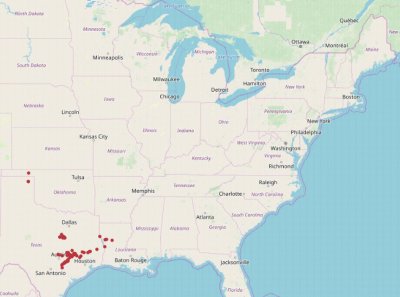 Québec
North Dakota
Minnesota
Ottawa
Montréal
Maine
Minneapolis
Wisconsin
Michigan
Toronto
South Dakota
Milwaukee
Hamilton
New York
Detroit
Boston
Chicago
Iowa
Nebraska
Pennsylvania
New York
Lincoln
Ohio
Illinois
Indiana
Philadelphia
Kansas City
Washington
West Virginia
Kansas
Missouri
Virginia
Kentucky
Richmond
Tulsa
Raleigh
Tennessee
Oklahoma
Memphis
Charlotte
North Carolina
Arkansas
South Carolina
Atlanta
Dallas
Mississippi
Alabama
Georgia
Texas
Louisiana
Houston
Baton Rouge
Jacksonville
San Antonio
Florida
Coahuila